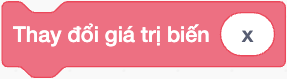 Thay đổi giá trị biến x